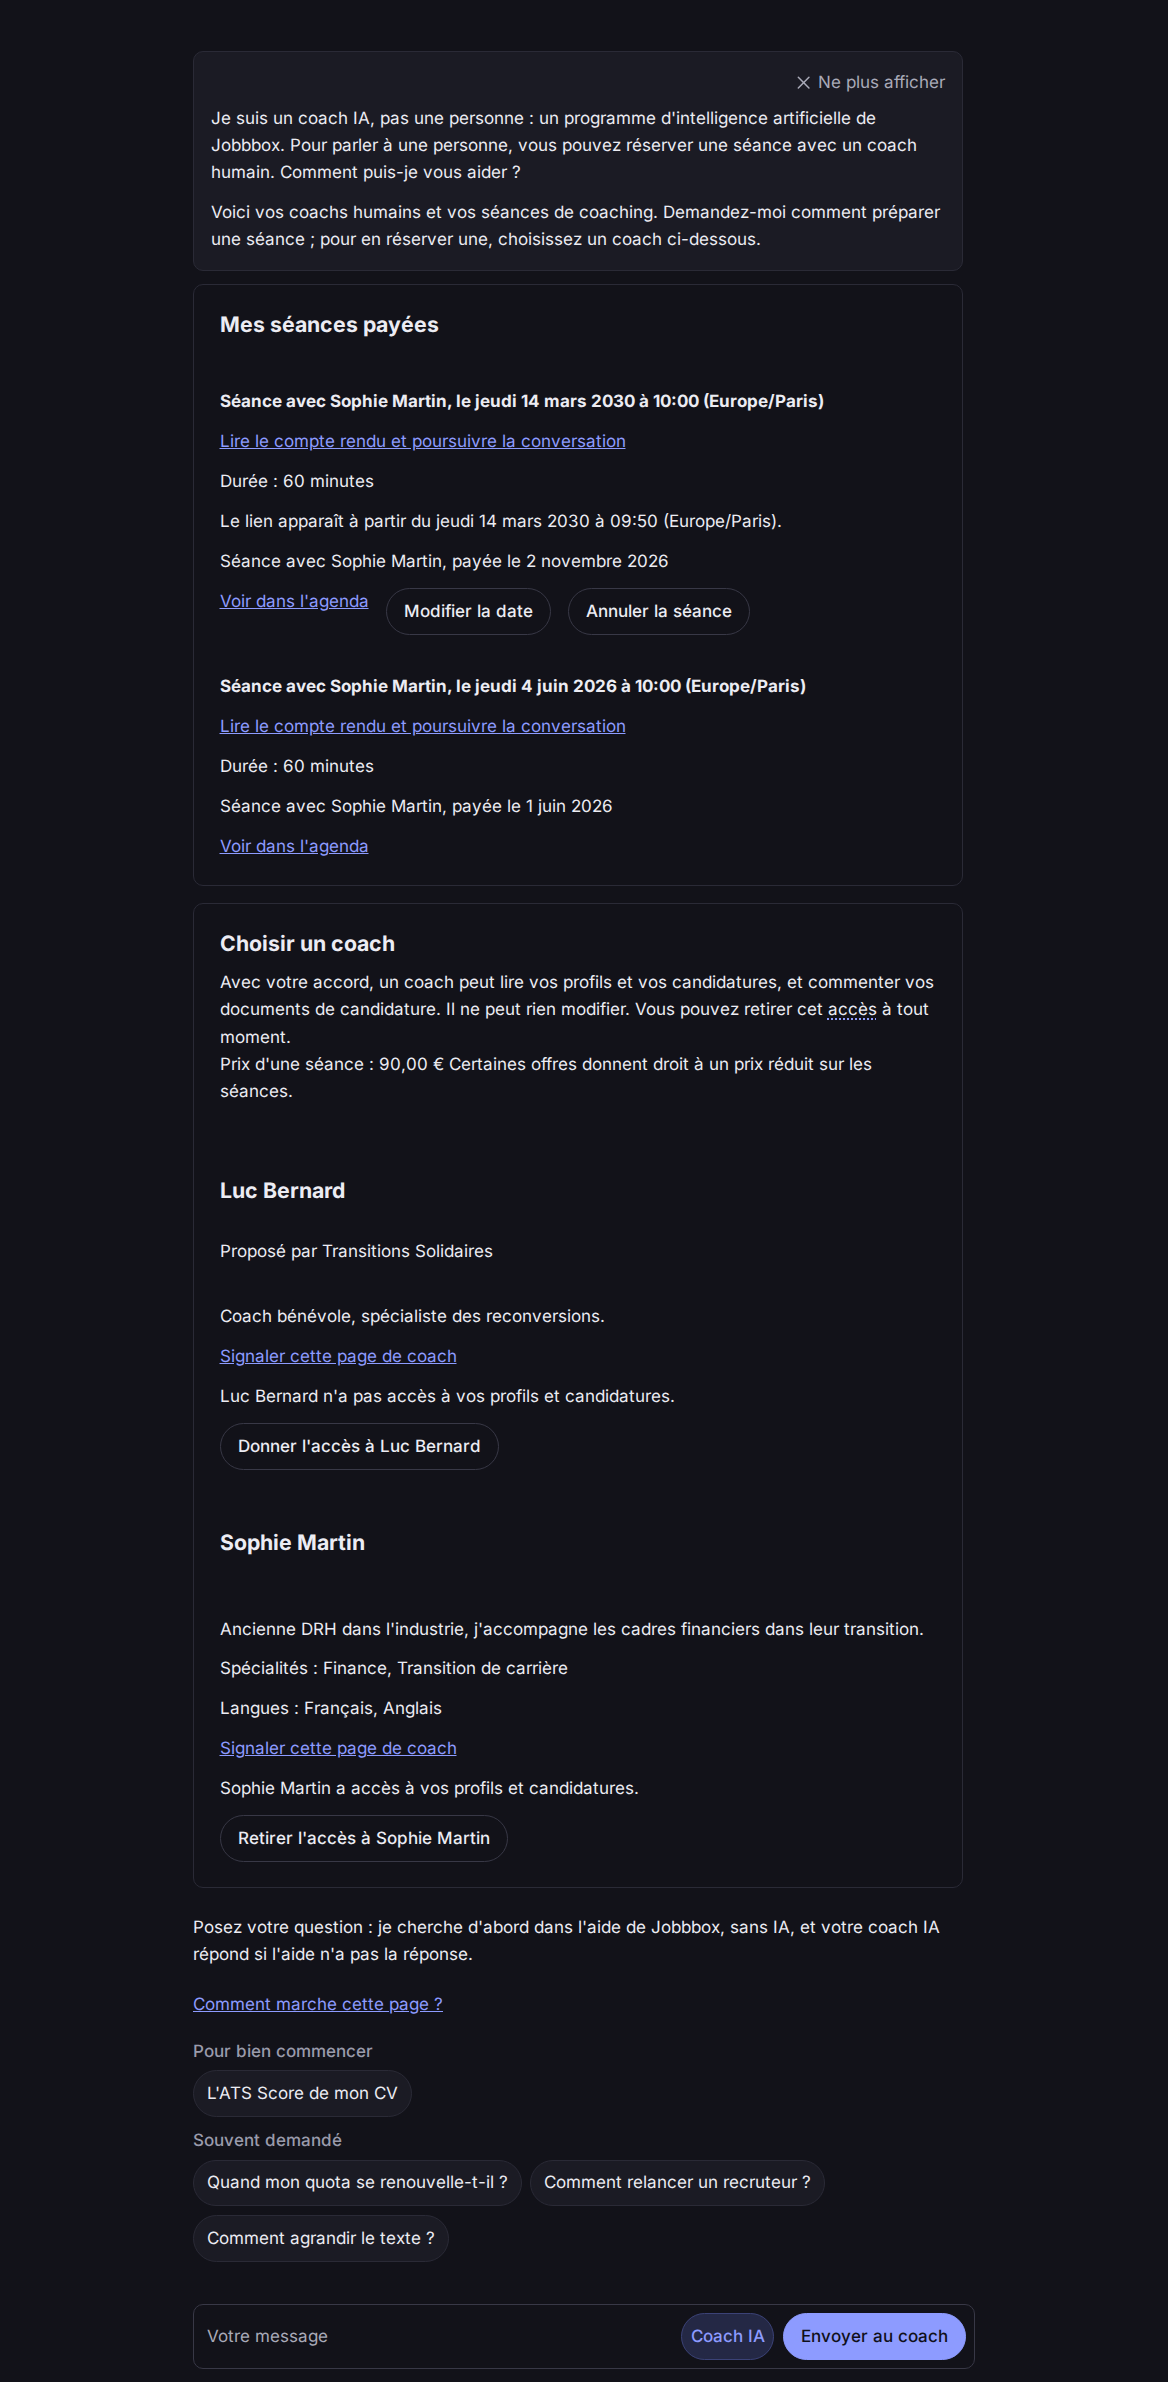 Ne plus afficher
Je suis un coach IA, pas une personne : un programme d'intelligence artificielle de
Jobbbox. Pour parler à une personne, vous pouvez réserver une séance avec un coach
humain. Comment puis-je vous aider ?
Voici vos coachs humains et vos séances de coaching. Demandez-moi comment préparer
une séance ; pour en réserver une, choisissez un coach ci-dessous.
Mes séances payées
Séance avec Sophie Martin, le jeudi 14 mars 2030 à 10:00 (Europe/Paris)
Lire le compte rendu et poursuivre la conversation
Durée : 60 minutes
Le lien apparaît à partir du jeudi 14 mars 2030 à 09:50 (Europe/Paris).
Séance avec Sophie Martin, payée le 2 novembre 2026
Voir dans l'agenda
Modifier la date
Annuler la séance
Séance avec Sophie Martin, le jeudi 4 juin 2026 à 10:00 (Europe/Paris)
Lire le compte rendu et poursuivre la conversation
Durée : 60 minutes
Séance avec Sophie Martin, payée le 1 juin 2026
Voir dans l'agenda
Choisir un coach
Avec votre accord, un coach peut lire vos profils et vos candidatures, et commenter vos
documents de candidature. Il ne peut rien modifier. Vous pouvez retirer cet accès à tout
moment.
Prix d'une séance : 90,00 € Certaines offres donnent droit à un prix réduit sur les
séances.
Luc Bernard
Proposé par Transitions Solidaires
Coach bénévole, spécialiste des reconversions.
Signaler cette page de coach
Luc Bernard n'a pas accès à vos profils et candidatures.
Donner l'accès à Luc Bernard
Sophie Martin
Ancienne DRH dans l'industrie, j'accompagne les cadres financiers dans leur transition.
Spécialités : Finance, Transition de carrière
Langues : Français, Anglais
Signaler cette page de coach
Sophie Martin a accès à vos profils et candidatures.
Retirer l'accès à Sophie Martin
Posez votre question : je cherche d'abord dans l'aide de Jobbbox, sans IA, et votre coach IA
répond si l'aide n'a pas la réponse.
Comment marche cette page ?
Pour bien commencer
L'ATS Score de mon CV
Souvent demandé
Quand mon quota se renouvelle-t-il ?
Comment relancer un recruteur ?
Comment agrandir le texte ?
Votre message
Coach IA
Envoyer au coach